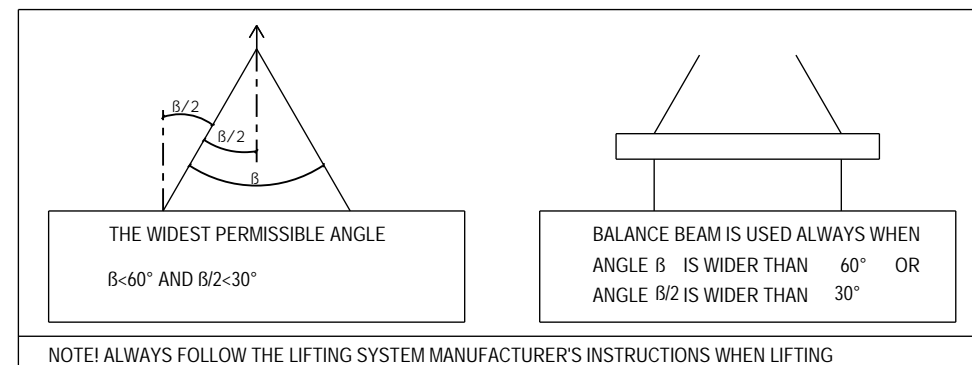 ß/2
ß/2
ß
THE WIDEST PERMISSIBLE ANGLE
ß<60° AND ß/2<30°
BALANCE BEAM IS USED ALWAYS WHEN
ANGLE ß IS WIDER THAN 60° OR
ANGLE ß/2 IS WIDER THAN 30°
NOTE! ALWAYS FOLLOW THE LIFTING SYSTEM MANUFACTURER'S INSTRUCTIONS WHEN LIFTING